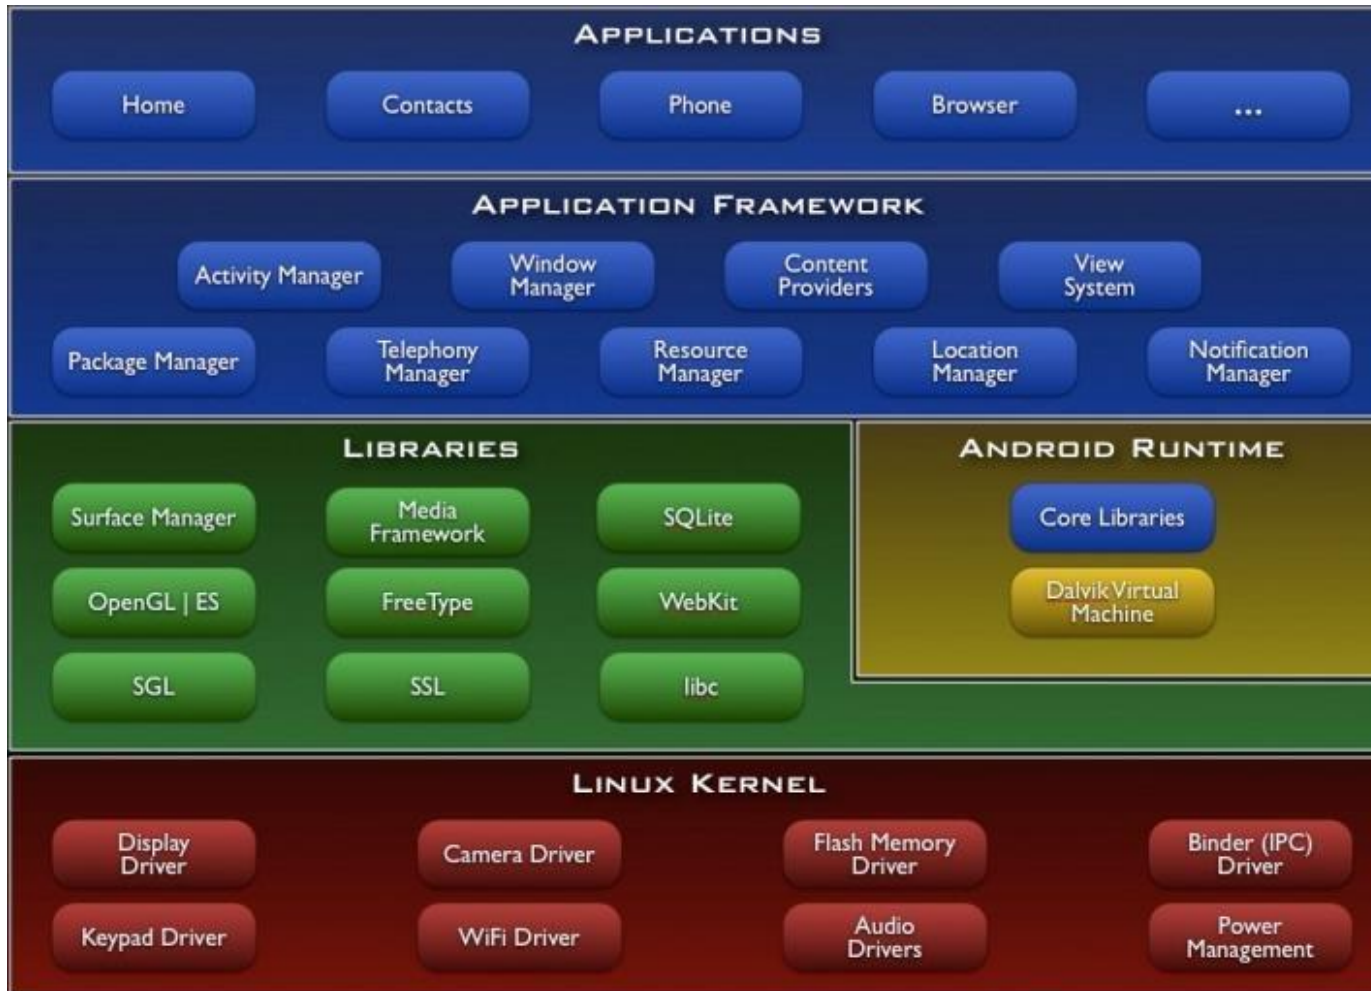 APPLICATIONS
Home
Contacts
Phone
Browser
...
APPLICATION FRAMEWORK
Activity Manager
Window
Manager
Content
Providers
View
System
Package Manager
Telephony
Manager
Resource
Manager
Location
Manager
Notification
Manager
LIBRARIES
Surface Manager
Media
Framework
SQLite
OpenGL | ES
FreeType
WebKit
SGL
SSL
libc
ANDROID RUNTIME
Core Libraries
Dalvik Virtual
Machine
LINUX KERNEL
Display
Driver
Camera Driver
Flash Memory
Driver
Binder (IPC)
Driver
Keypad Driver
WiFi Driver
Audio
Drivers
Power
Management